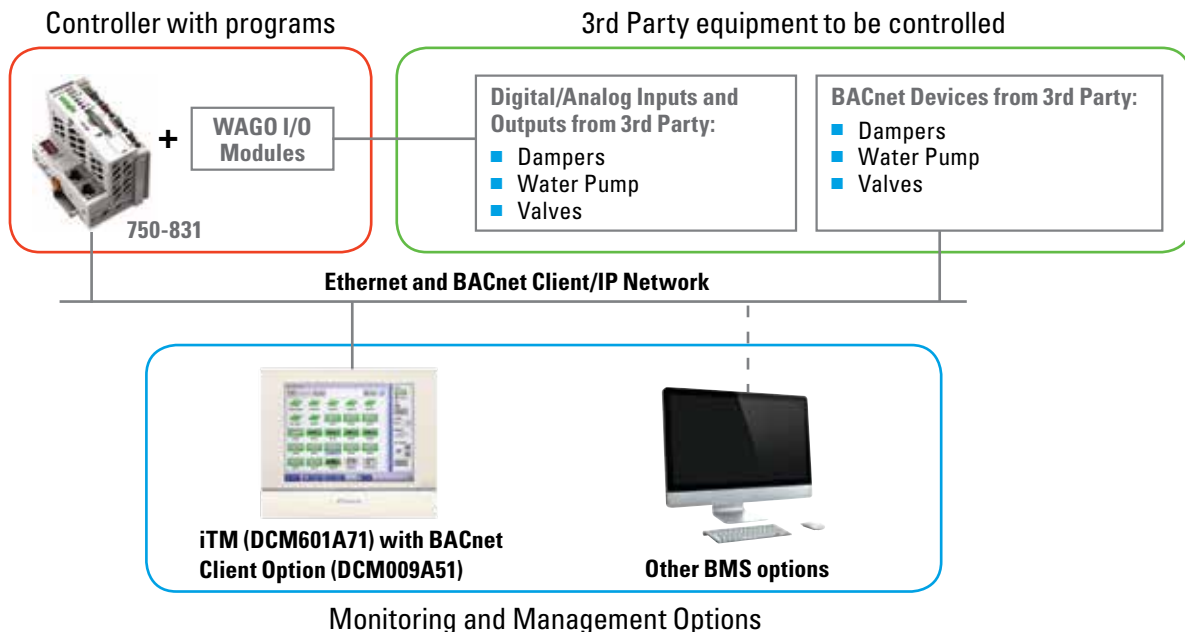 Controller with programs
3rd Party equipment to be controlled
WAGO I/O
Modules
750-831
+
Digital/Analog Inputs and
Outputs from 3rd Party:
Dampers
Water Pump
Valves
BACnet Devices from 3rd Party:
Dampers
Water Pump
Valves
Ethernet and BACnet Client/IP Network
iTM (DCM601A71) with BACnet
Client Option (DCM009A51)
Other BMS options
Monitoring and Management Options